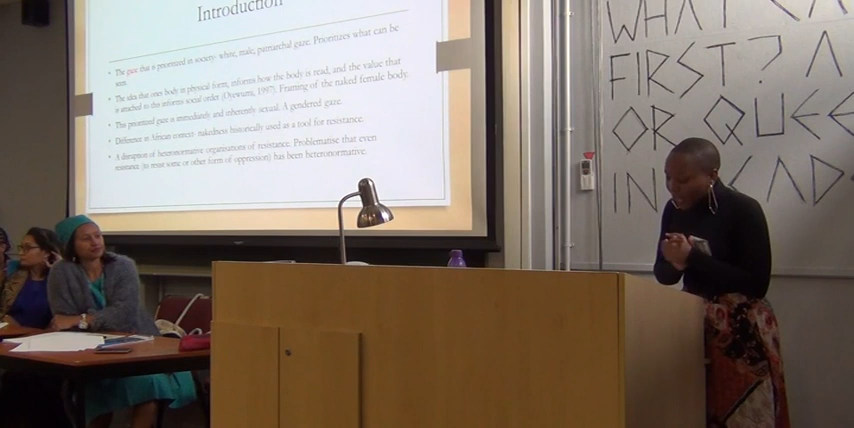 Introduction
• The gaze that is prioritized in society- white, male, patriarchal gaze. Prioritizes what can be
seen.
• The idea that ones body in physical form, informs how the body is read, and the value that
is attached to this informs social order (Oyewumi, 1997). Framing of the naked female body.
• This prioritized gaze is immediately and inherently sexual. A gendered gaze.
• Difference in African context- nakedness historically used as a tool for resistance.
• A disruption of heteronormative organisations of resistance. Problematise that even
resistance (to resist some or other form of oppression) has been heteronormative.
WHAT
FIRST? A
OR QUEE
IN